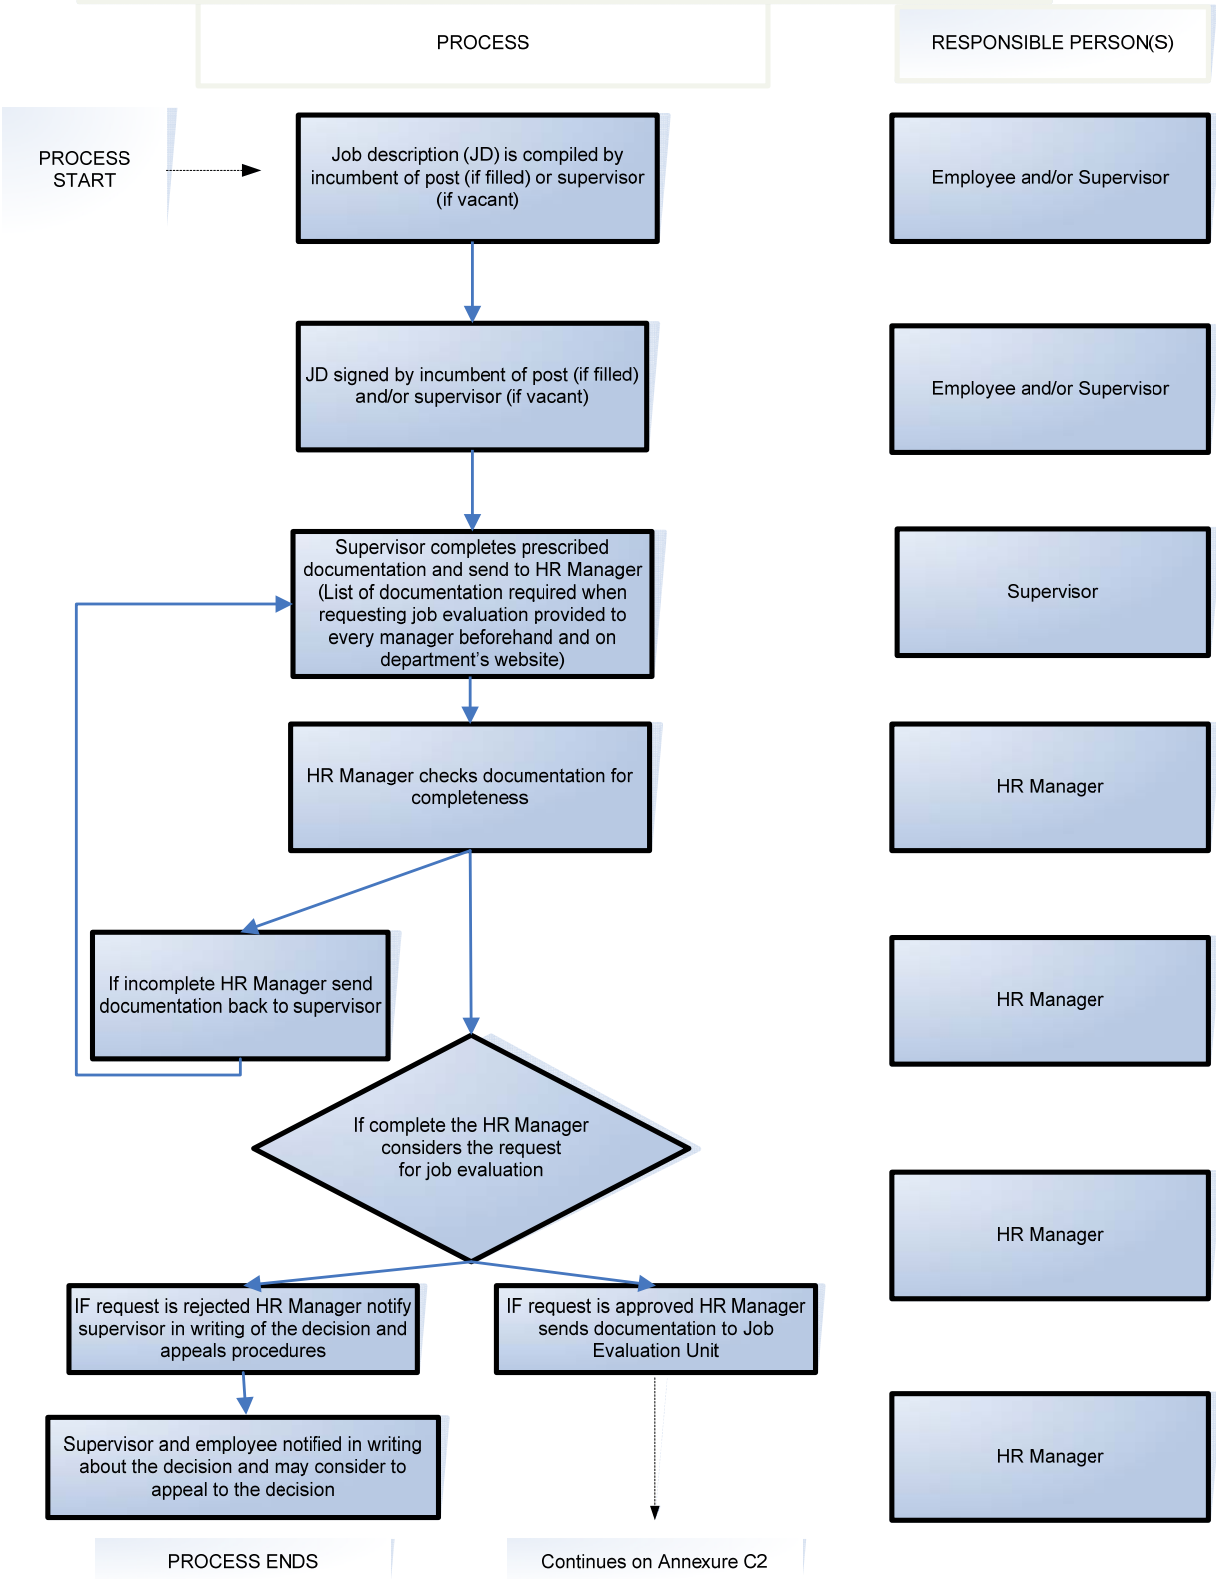 PROCESS
RESPONSIBLE PERSON(S)
PROCESS
START
Job description (JD) is compiled by
incumbent of post (if filled) or supervisor
(if vacant)
Employee and/or Supervisor
JD signed by incumbent of post (if filled)
and/or supervisor (if vacant)
Employee and/or Supervisor
Supervisor completes prescribed
documentation and send to HR Manager
(List of documentation required when
requesting job evaluation provided to
every manager beforehand and on
department’s website)
Supervisor
HR Manager checks documentation for
completeness
HR Manager
If incomplete HR Manager send
documentation back to supervisor
HR Manager
If complete the HR Manager
considers the request
for job evaluation
HR Manager
IF request is rejected HR Manager notify
supervisor in writing of the decision and
appeals procedures
IF request is approved HR Manager
sends documentation to Job
Evaluation Unit
Supervisor and employee notified in writing
about the decision and may consider to
appeal to the decision
HR Manager
PROCESS ENDS
Continues on Annexure C2